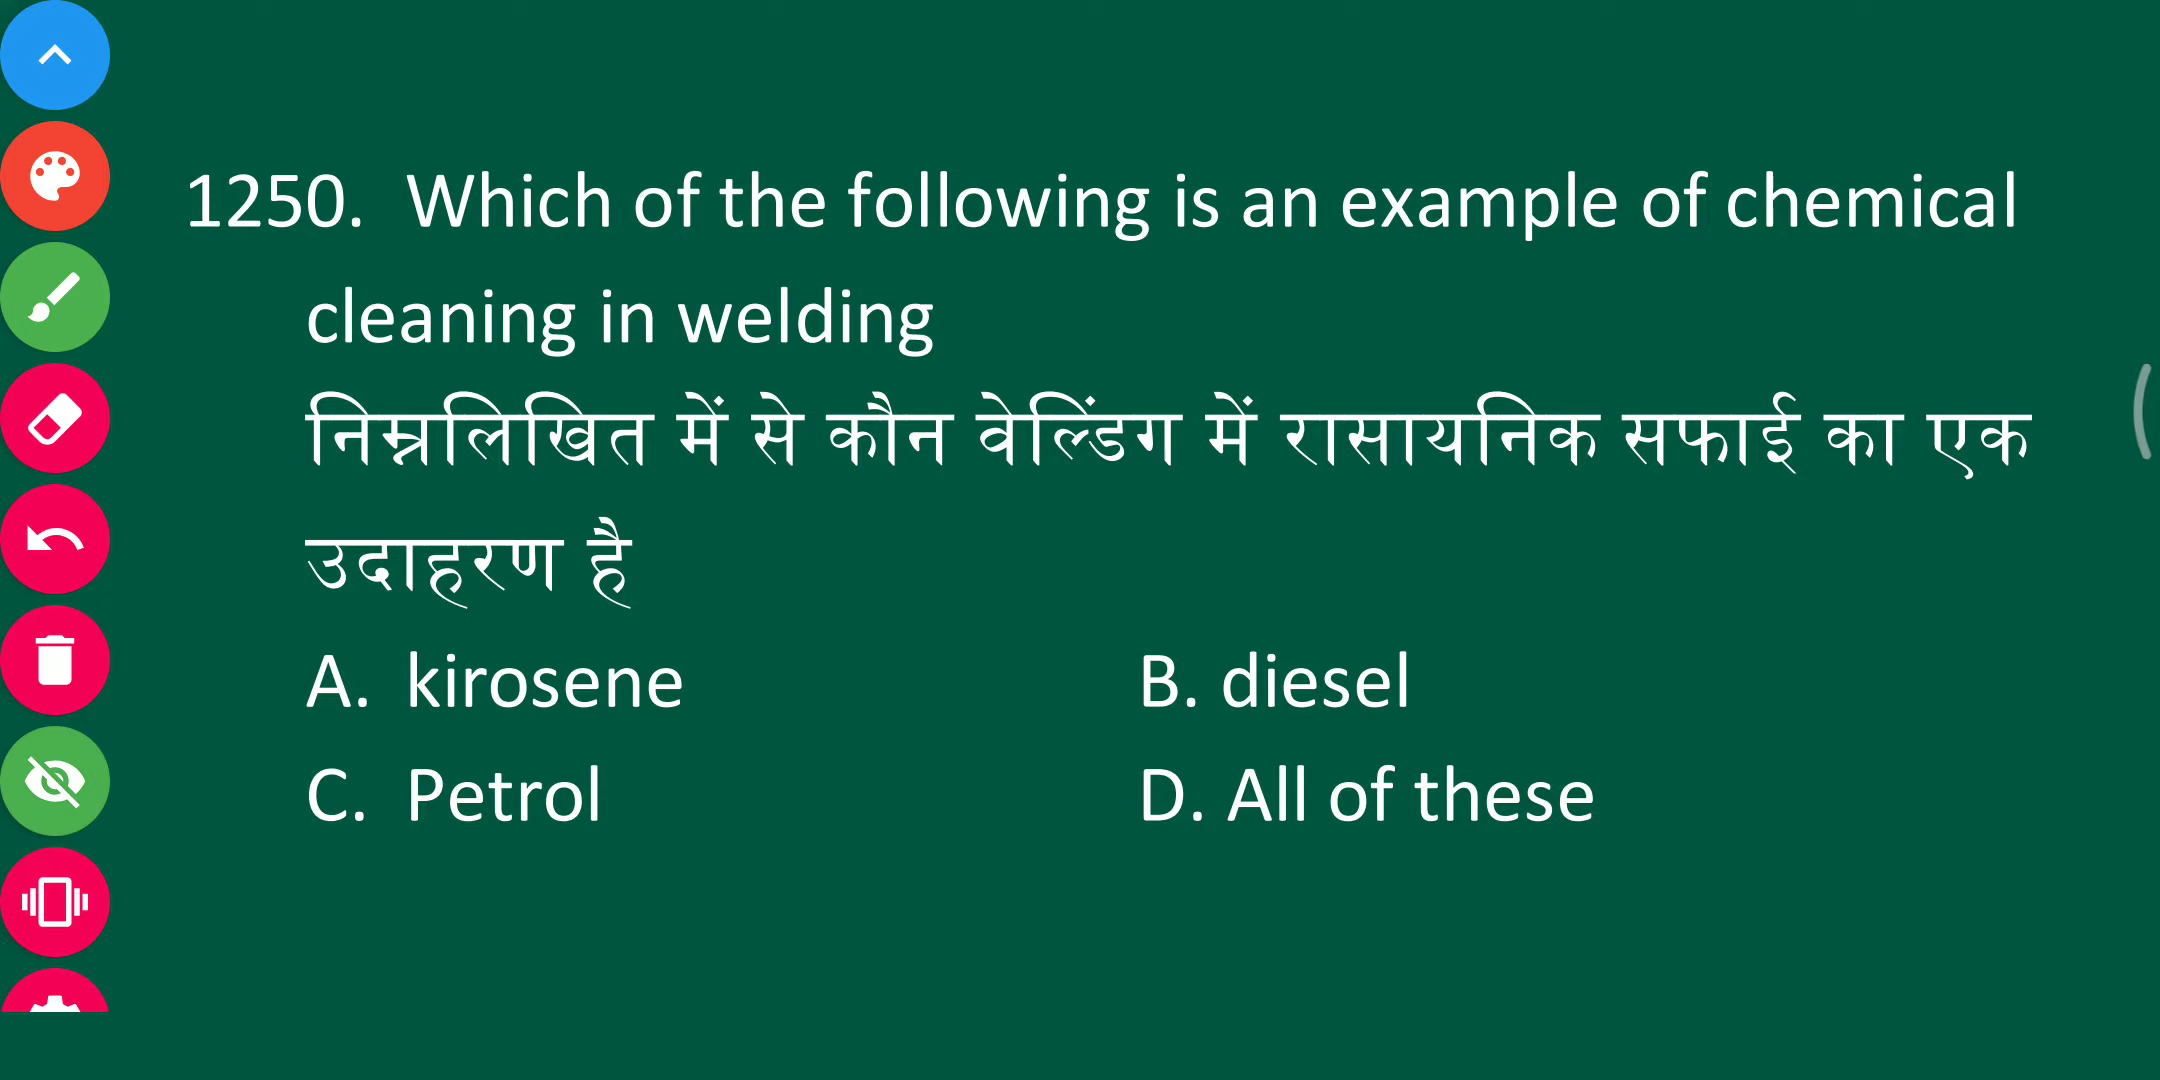 1250. Which of the following is an example of chemical
cleaning in welding
निम्नलिखित में से कौन वेल्डिंग में रासायनिक सफाई का एक
उदाहरण है
A. kirosene B. diesel
C. Petrol D. All of these